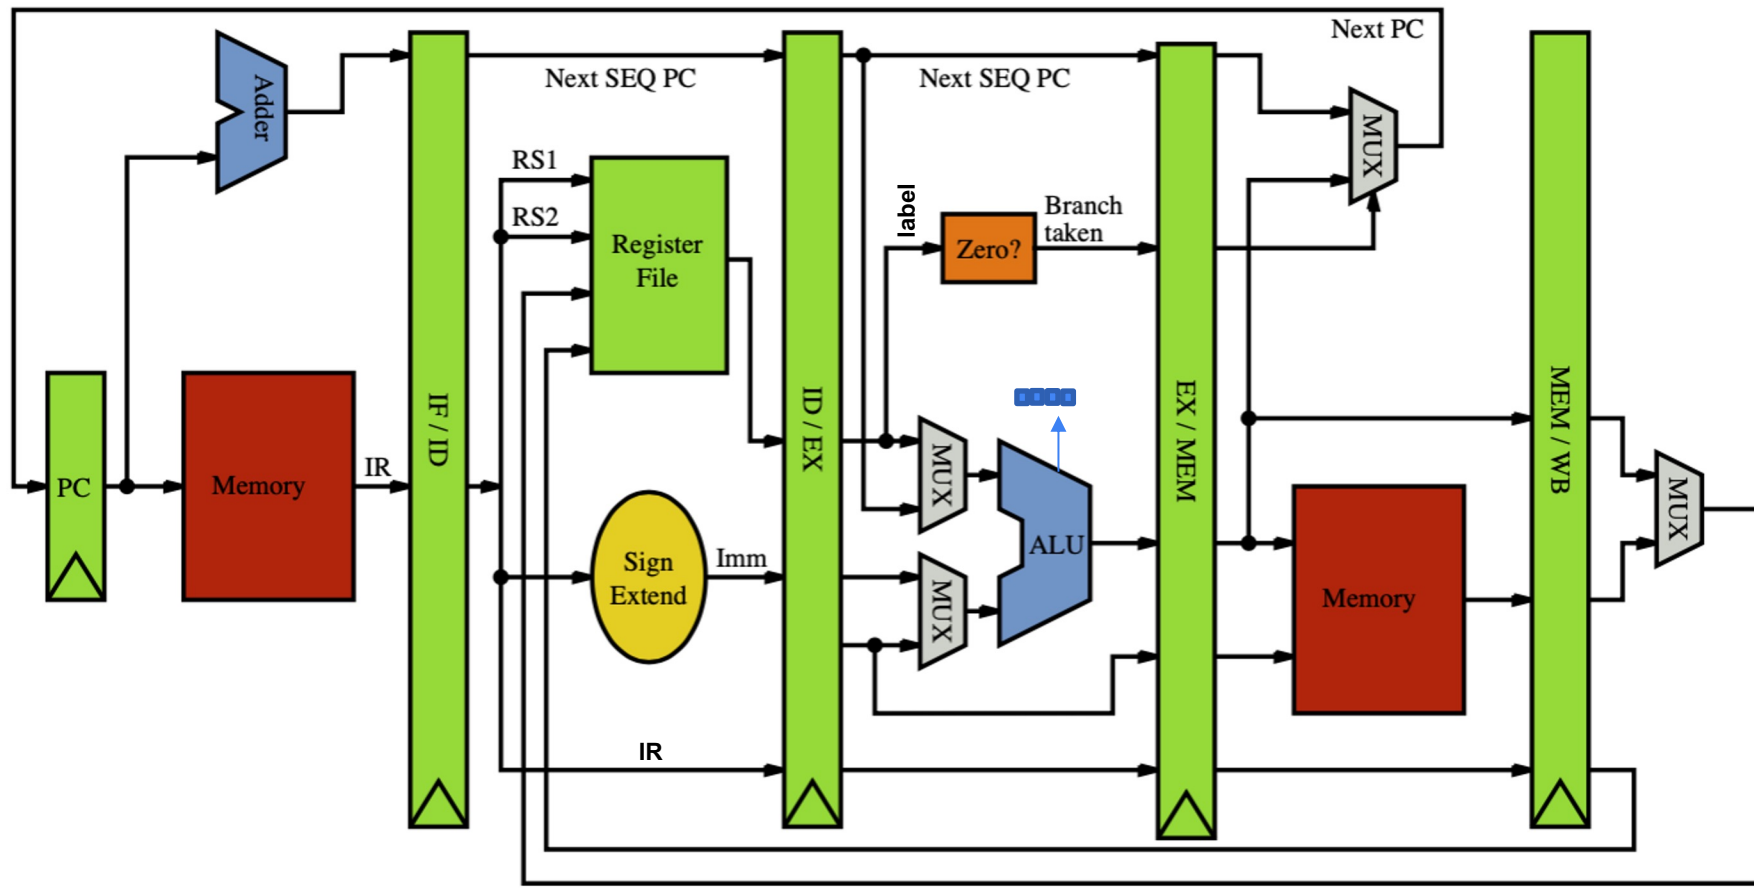 Next PC
Adder
Next SEQ PC
Next SEQ PC
MUX
RS1
RS2
Register
File
label
Zero?
Branch
taken
PC
Memory
IR
IF / ID
ID / EX
MUX
ALU
EX / MEM
MEM / WB
MUX
Sign
Extend
Imm
MUX
Memory
IR